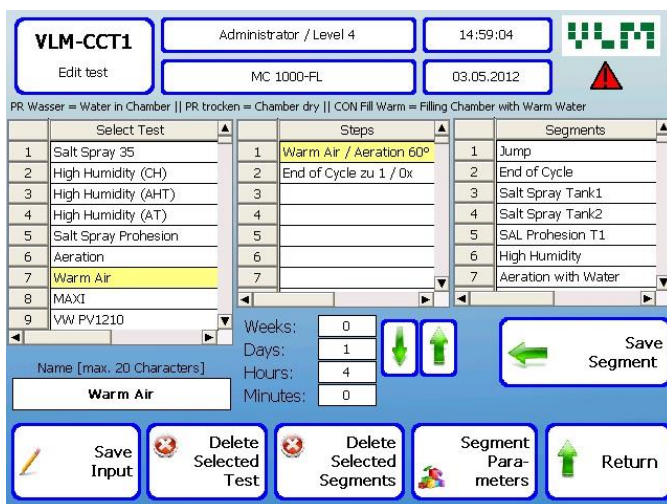 VLM-CCT1
Edit test
Administrator / Level 4
14:59:04
VLM
MC 1000-FL
03.05.2012
PR Wasser = Water in Chamber || PR trocken = Chamber dry || CON Fill Warm = Filling Chamber with Warm Water
Select Test
1 Salt Spray 35
2 High Humidity (CH)
3 High Humidity (AHT)
4 High Humidity (AT)
5 Salt Spray Prohesion
6 Aeration
7 Warm Air
8 MAXI
9 VW PV1210
Steps
1 Warm Air / Aeration 60º
2 End of Cycle zu 1 / 0x
3
4
5
6
7
Segments
1 Jump
2 End of Cycle
3 Salt Spray Tank1
4 Salt Spray Tank2
5 SAL Prohesion T1
6 High Humidity
7 Aeration with Water
Name [max. 20 Characters]
Warm Air
Weeks: 0
Days: 1
Hours: 4
Minutes: 0
Save
Segment
Save
Input
Delete
Selected
Test
Delete
Selected
Segments
Segment
Para-
meters
Return